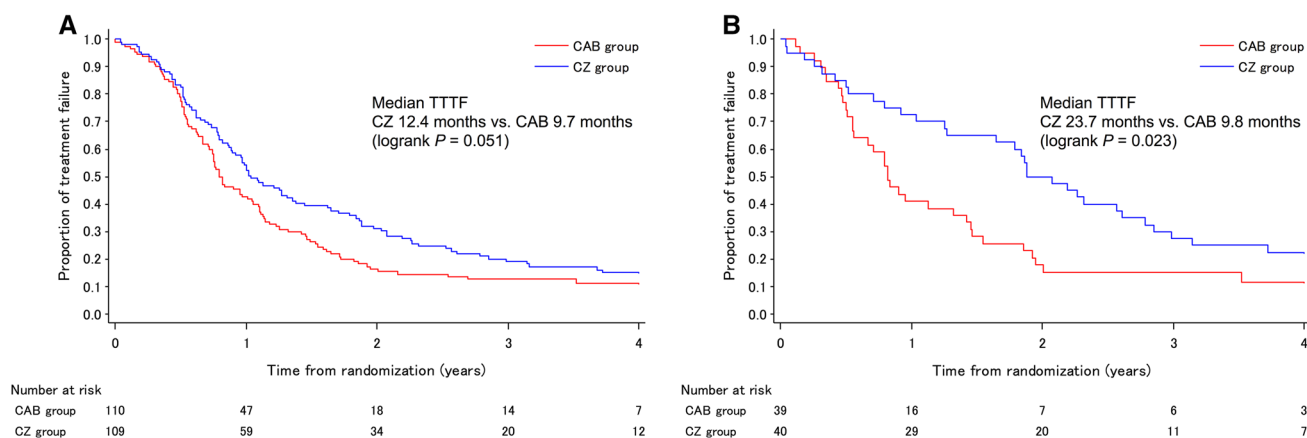 A
1.0
0.9
0.8
0.7
0.6
0.5
0.4
0.3
0.2
0.1
0.0
Proportion of treatment failure
CAB group
CZ group
Median TTTF
CZ 12.4 months vs. CAB 9.7 months
(logrank P = 0.051)
0 1 2 3 4
Time from randomization (years)
Number at risk
CAB group 110 47 18 14 7
CZ group 109 59 34 20 12
B
1.0
0.9
0.8
0.7
0.6
0.5
0.4
0.3
0.2
0.1
0.0
Proportion of treatment failure
CAB group
CZ group
Median TTTF
CZ 23.7 months vs. CAB 9.8 months
(logrank P = 0.023)
0 1 2 3 4
Time from randomization (years)
Number at risk
CAB group 39 16 7 6 3
CZ group 40 29 20 11 7